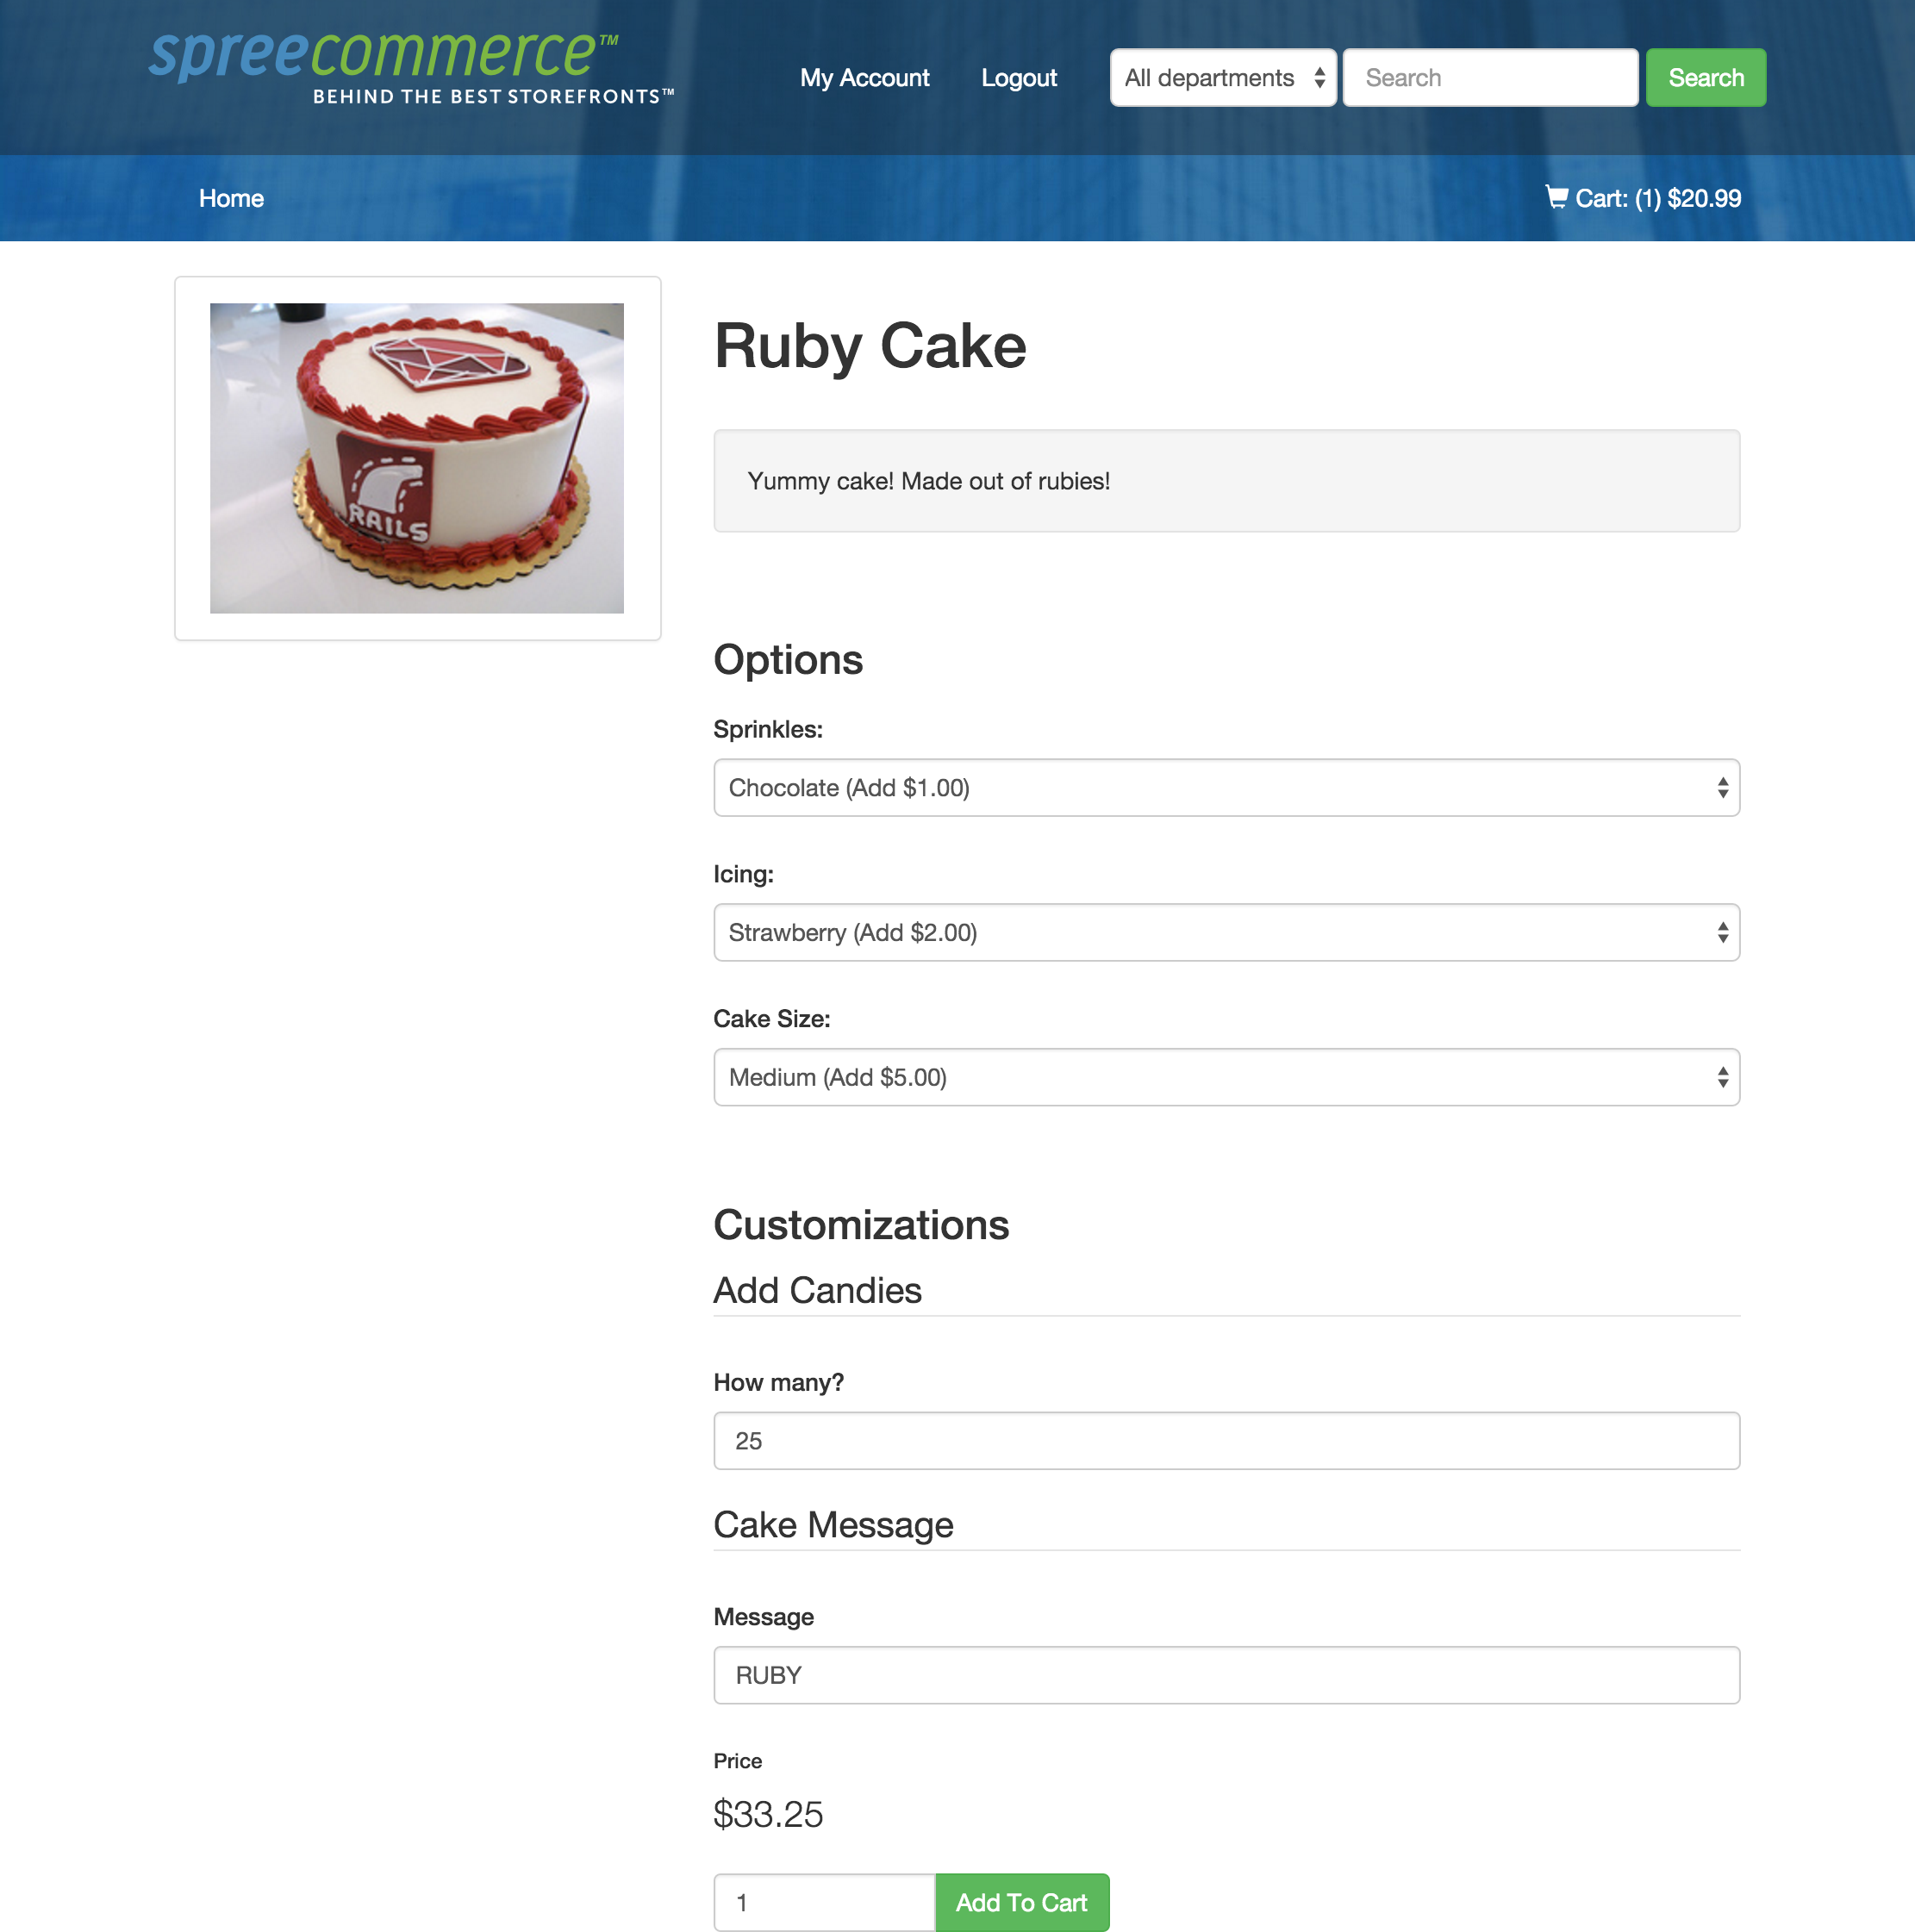 spreecommerce™
BEHIND THE BEST STOREFRONTS™
My Account Logout All departments Search Search
Home Cart: (1) $20.99
RAILS
Ruby Cake
Yummy cake! Made out of rubies!
Options
Sprinkles:
Chocolate (Add $1.00)
Icing:
Strawberry (Add $2.00)
Cake Size:
Medium (Add $5.00)
Customizations
Add Candies
How many?
25
Cake Message
Message
RUBY
Price
$33.25
1 Add To Cart